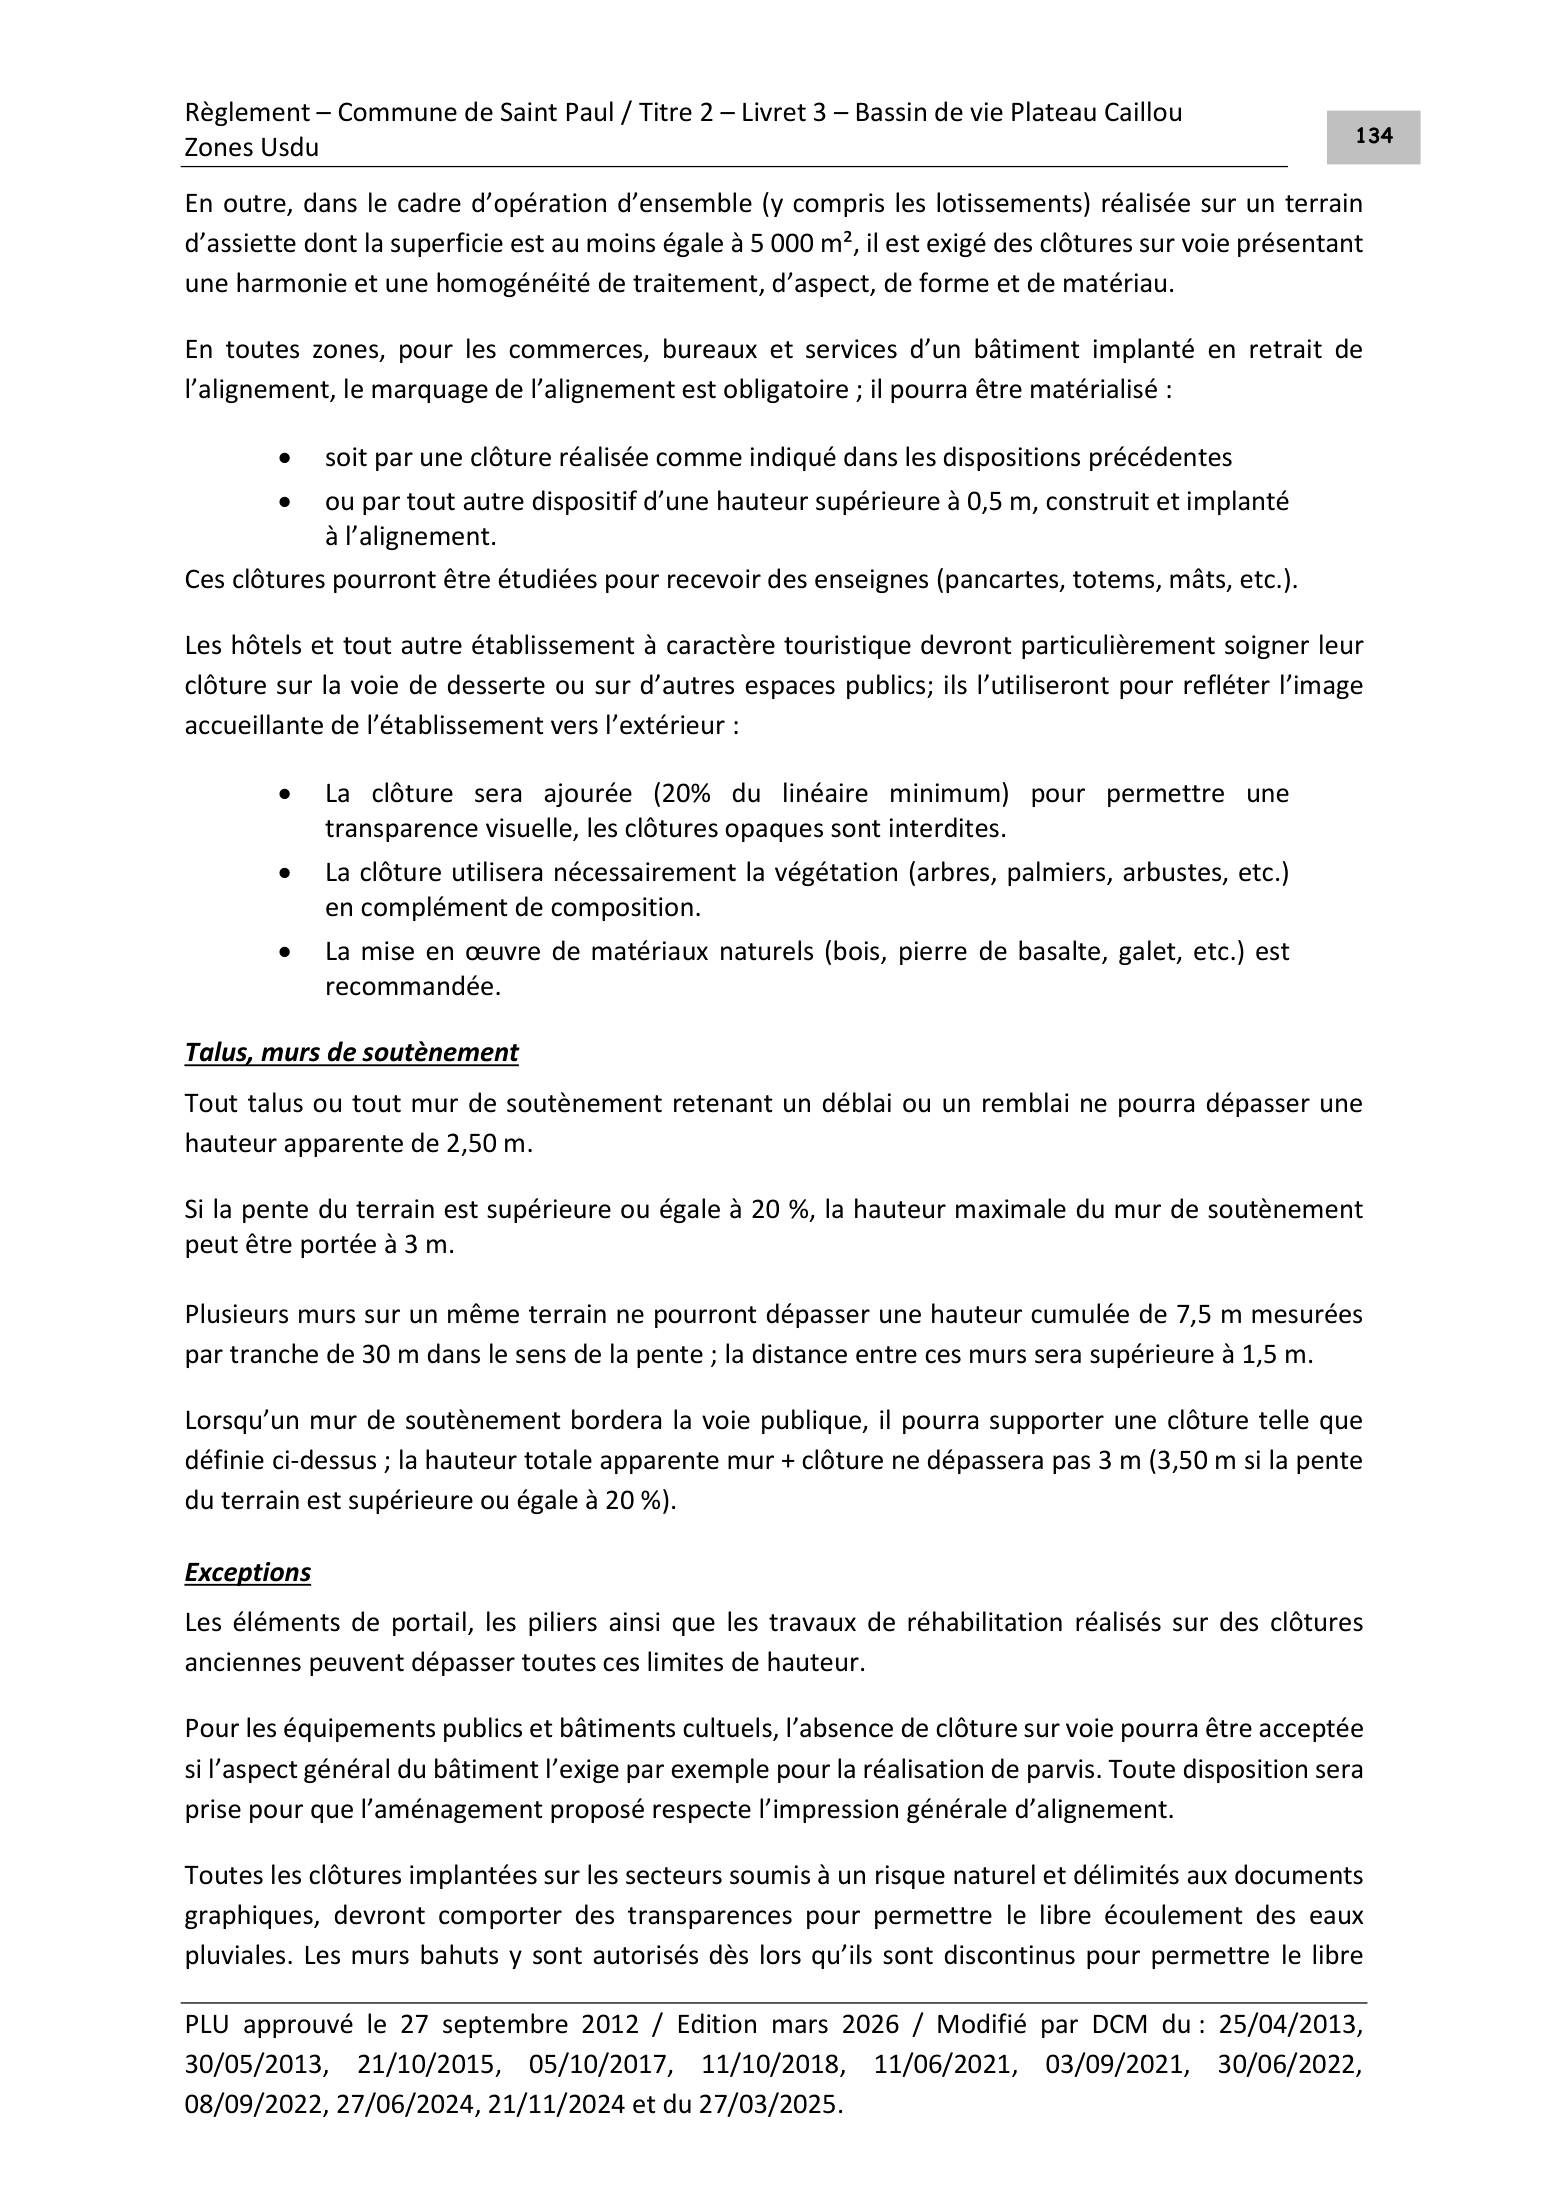 Règlement – Commune de Saint Paul / Titre 2 – Livret 3 – Bassin de vie Plateau Caillou
Zones Usdu
134
En outre, dans le cadre d’opération d’ensemble (y compris les lotissements) réalisée sur un terrain
d’assiette dont la superficie est au moins égale à 5 000 m², il est exigé des clôtures sur voie présentant
une harmonie et une homogénéité de traitement, d’aspect, de forme et de matériau.
En toutes zones, pour les commerces, bureaux et services d’un bâtiment implanté en retrait de
l’alignement, le marquage de l’alignement est obligatoire ; il pourra être matérialisé :
• soit par une clôture réalisée comme indiqué dans les dispositions précédentes
• ou par tout autre dispositif d’une hauteur supérieure à 0,5 m, construit et implanté
à l’alignement.
Ces clôtures pourront être étudiées pour recevoir des enseignes (pancartes, totems, mâts, etc.).
Les hôtels et tout autre établissement à caractère touristique devront particulièrement soigner leur
clôture sur la voie de desserte ou sur d’autres espaces publics; ils l’utiliseront pour refléter l’image
accueillante de l’établissement vers l’extérieur :
• La clôture sera ajourée (20% du linéaire minimum) pour permettre une
transparence visuelle, les clôtures opaques sont interdites.
• La clôture utilisera nécessairement la végétation (arbres, palmiers, arbustes, etc.)
en complément de composition.
• La mise en œuvre de matériaux naturels (bois, pierre de basalte, galet, etc.) est
recommandée.
Talus, murs de soutènement
Tout talus ou tout mur de soutènement retenant un déblai ou un remblai ne pourra dépasser une
hauteur apparente de 2,50 m.
Si la pente du terrain est supérieure ou égale à 20 %, la hauteur maximale du mur de soutènement
peut être portée à 3 m.
Plusieurs murs sur un même terrain ne pourront dépasser une hauteur cumulée de 7,5 m mesurées
par tranche de 30 m dans le sens de la pente ; la distance entre ces murs sera supérieure à 1,5 m.
Lorsqu’un mur de soutènement bordera la voie publique, il pourra supporter une clôture telle que
définie ci-dessus ; la hauteur totale apparente mur + clôture ne dépassera pas 3 m (3,50 m si la pente
du terrain est supérieure ou égale à 20 %).
Exceptions
Les éléments de portail, les piliers ainsi que les travaux de réhabilitation réalisés sur des clôtures
anciennes peuvent dépasser toutes ces limites de hauteur.
Pour les équipements publics et bâtiments cultuels, l’absence de clôture sur voie pourra être acceptée
si l’aspect général du bâtiment l’exige par exemple pour la réalisation de parvis. Toute disposition sera
prise pour que l’aménagement proposé respecte l’impression générale d’alignement.
Toutes les clôtures implantées sur les secteurs soumis à un risque naturel et délimités aux documents
graphiques, devront comporter des transparences pour permettre le libre écoulement des eaux
pluviales. Les murs bahuts y sont autorisés dès lors qu’ils sont discontinus pour permettre le libre
PLU approuvé le 27 septembre 2012 / Edition mars 2026 / Modifié par DCM du : 25/04/2013,
30/05/2013, 21/10/2015, 05/10/2017, 11/10/2018, 11/06/2021, 03/09/2021, 30/06/2022,
08/09/2022, 27/06/2024, 21/11/2024 et du 27/03/2025.